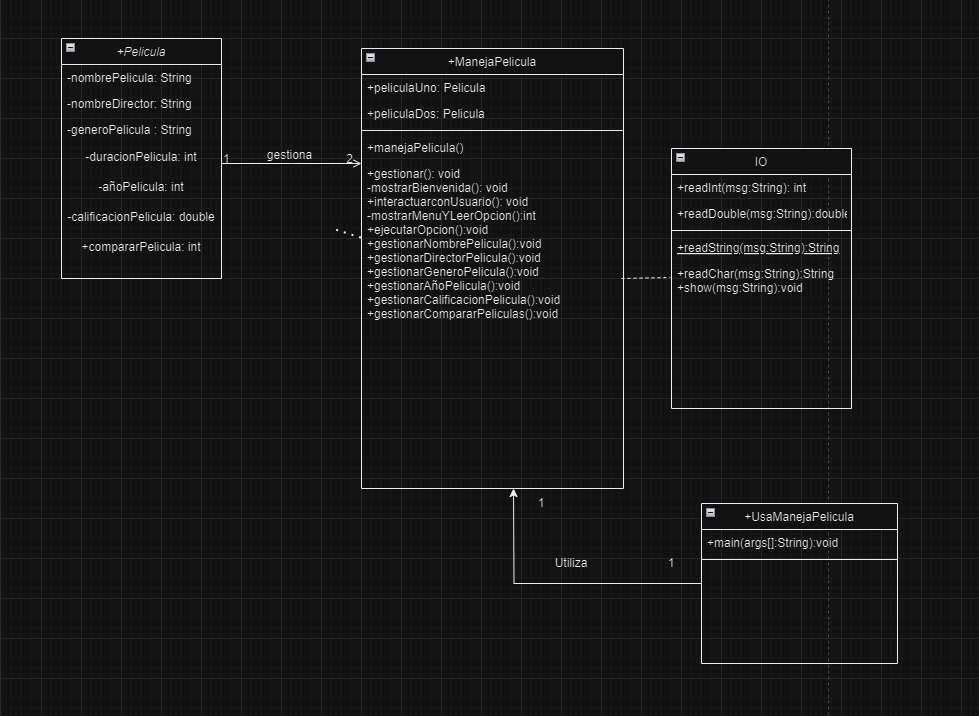 +Pelicula
-nombrePelicula: String
-nombreDirector: String
-generoPelicula : String
-duracionPelicula: int
-añoPelicula: int
-calificacionPelicula: double
+compararPelicula: int
1
gestiona
2
+ManejaPelicula
+peliculaUno: Pelicula
+peliculaDos: Pelicula
+manejaPelicula()
+gestionar(): void
-mostrarBienvenida(): void
+interactuarconUsuario(): void
-mostrarMenuYLeerOpcion():int
+ejecutarOpcion():void
+gestionarNombrePelicula():void
+gestionarDirectorPelicula():void
+gestionarGeneroPelicula():void
+gestionarAñoPelicula():void
+gestionarCalificacionPelicula():void
+gestionarCompararPeliculas():void
IO
+readInt(msg:String): int
+readDouble(msg:String):double
+readString(msg:String):String
+readChar(msg:String):String
+show(msg:String):void
1
Utiliza
1
+UsaManejaPelicula
+main(args[]:String):void